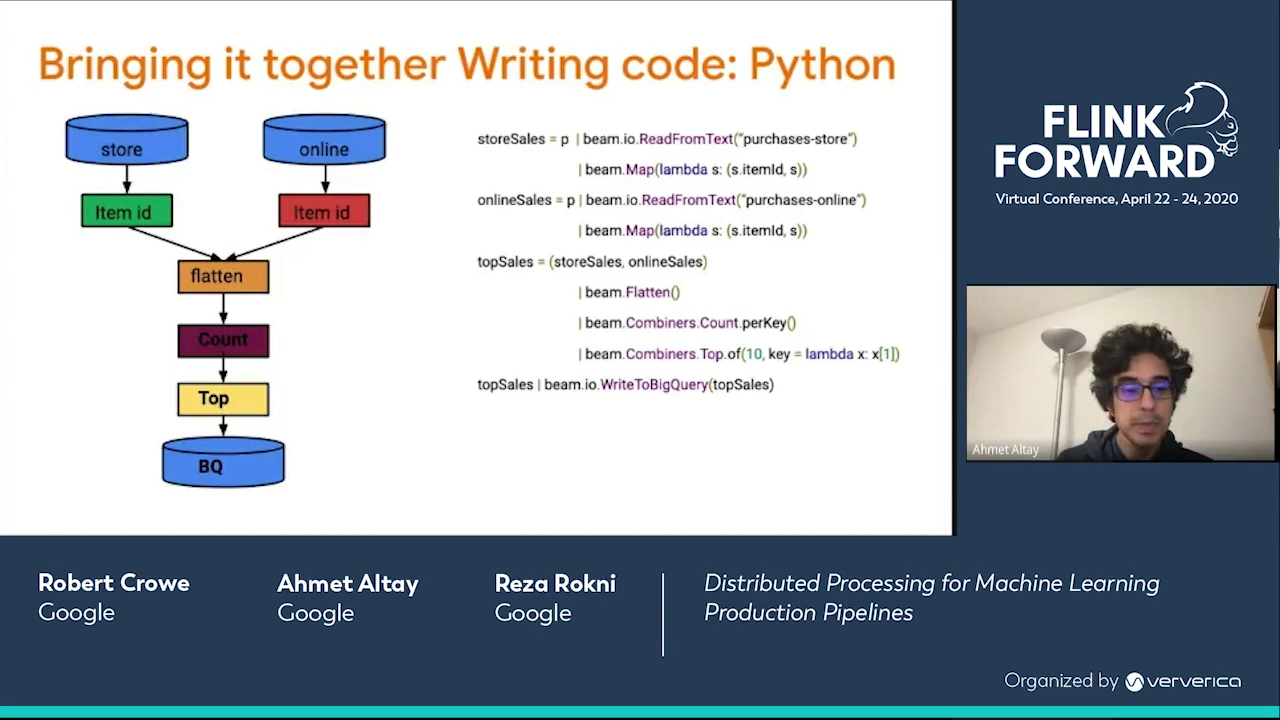 Bringing it together Writing code: Python
store
online
Item id
Item id
flatten
Count
Top
BQ
storeSales = p | beam.io.ReadFromText("purchases-store")
| beam.Map(lambda s: (s.itemId, s))
onlineSales = p | beam.io.ReadFromText("purchases-online")
| beam.Map(lambda s: (s.itemId, s))
topSales = (storeSales, onlineSales)
| beam.Flatten()
| beam.Combiners.Count.perKey()
| beam.Combiners.Top.of(10, key = lambda x: x[1])
topSales | beam.io.WriteToBigQuery(topSales)
FLINK
FORWARD
Virtual Conference, April 22 - 24, 2020
Ahmet Altay
Robert Crowe
Google
Ahmet Altay
Google
Reza Rokni
Google
Distributed Processing for Machine Learning
Production Pipelines
Organized by ververica